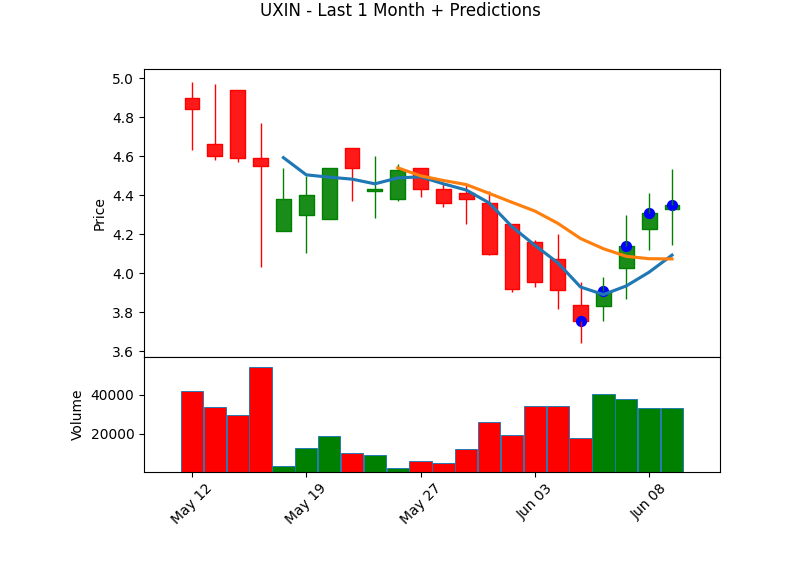 UXIN - Last 1 Month + Predictions
5.0
4.8
4.6
4.4
4.2
4.0
3.8
3.6
Price
40000
20000
Volume
May 12
May 19
May 27
Jun 03
Jun 08